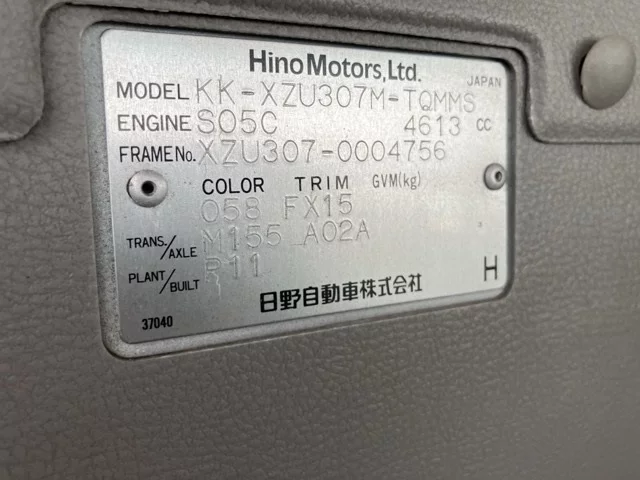 Hino Motors, Ltd.
JAPAN
MODEL KK-XZU307M-TQMMS
ENGINE S05C 4613 CC
FRAME No. XZU307-0004756
COLOR TRIM GVM(kg)
058 FX15
TRANS./AXLE M155 A02A
PLANT/BUILT P11
H
日野自動車株式会社
37040